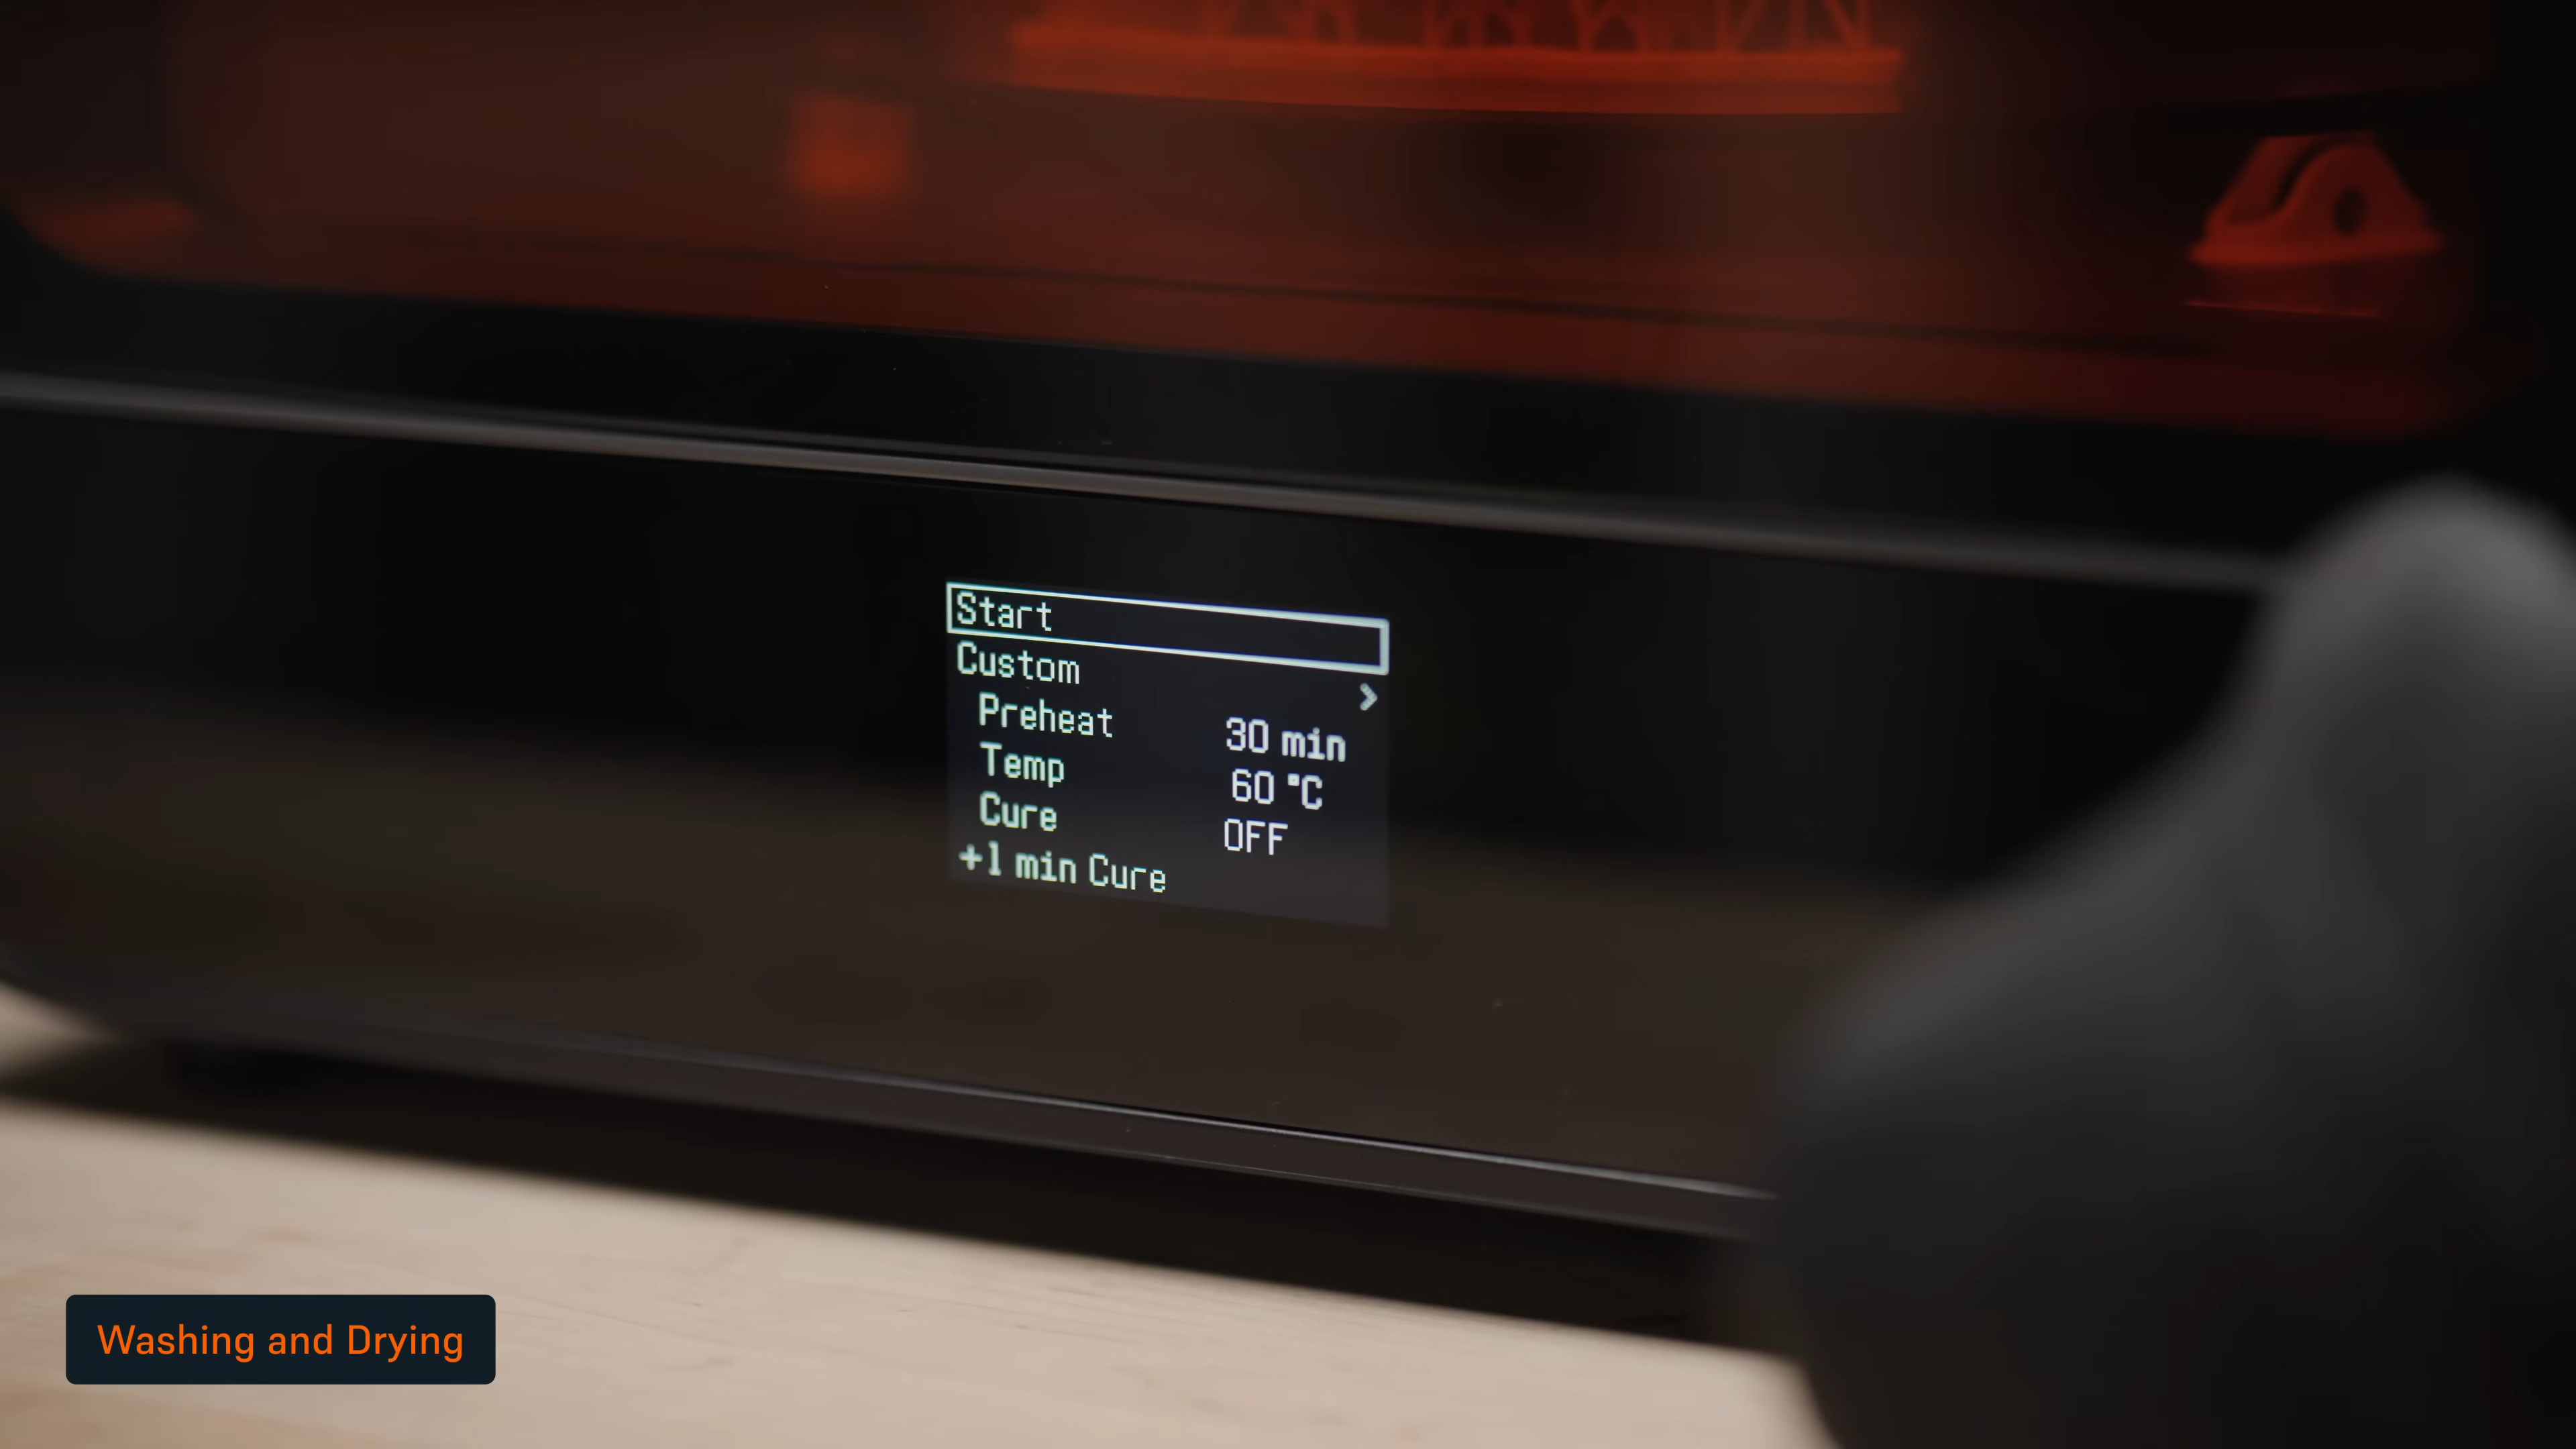 Start
Custom >
Preheat 30 min
Temp 60 °C
Cure OFF
+1 min Cure
Washing and Drying